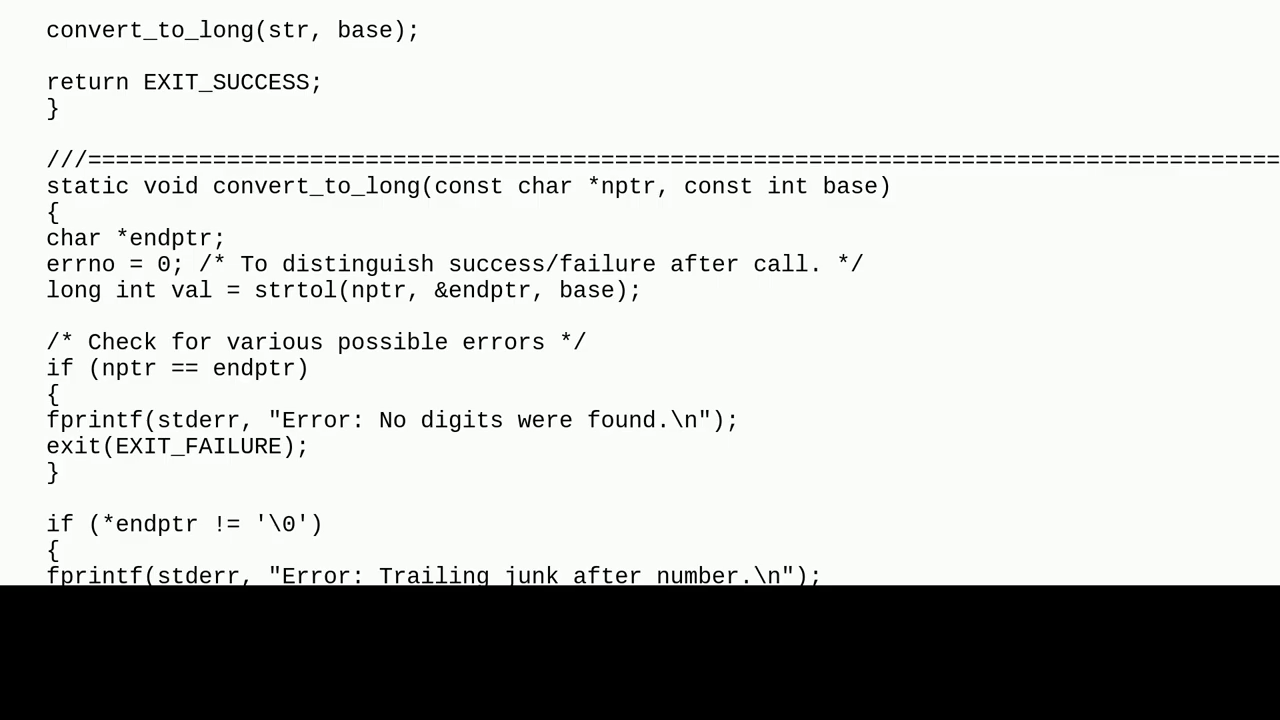 convert_to_long(str, base);
return EXIT_SUCCESS;
}
///======================================================================================
static void convert_to_long(const char *nptr, const int base)
{
char *endptr;
errno = 0; /* To distinguish success/failure after call. */
long int val = strtol(nptr, &endptr, base);
/* Check for various possible errors */
if (nptr == endptr)
{
fprintf(stderr, "Error: No digits were found.\n");
exit(EXIT_FAILURE);
}
if (*endptr != '\0')
{
fprintf(stderr, "Error: Trailing junk after number.\n");